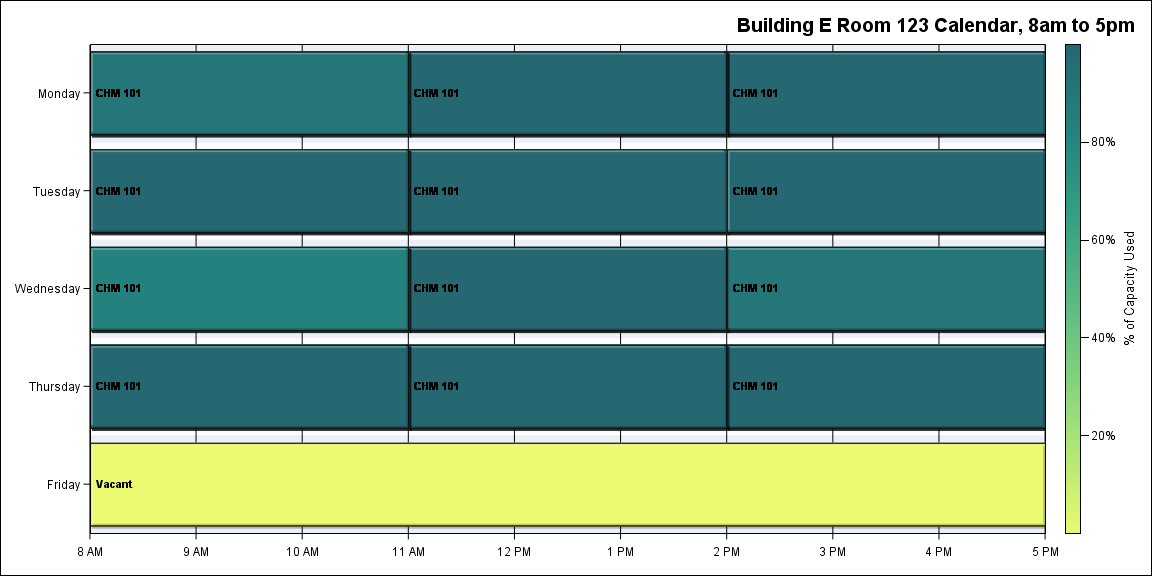 Building E Room 123 Calendar, 8am to 5pm
Monday
CHM 101
CHM 101
CHM 101
Tuesday
CHM 101
CHM 101
CHM 101
Wednesday
CHM 101
CHM 101
CHM 101
Thursday
CHM 101
CHM 101
CHM 101
Friday
Vacant
8 AM
9 AM
10 AM
11 AM
12 PM
1 PM
2 PM
3 PM
4 PM
5 PM
80%
60%
40%
20%
% of Capacity Used